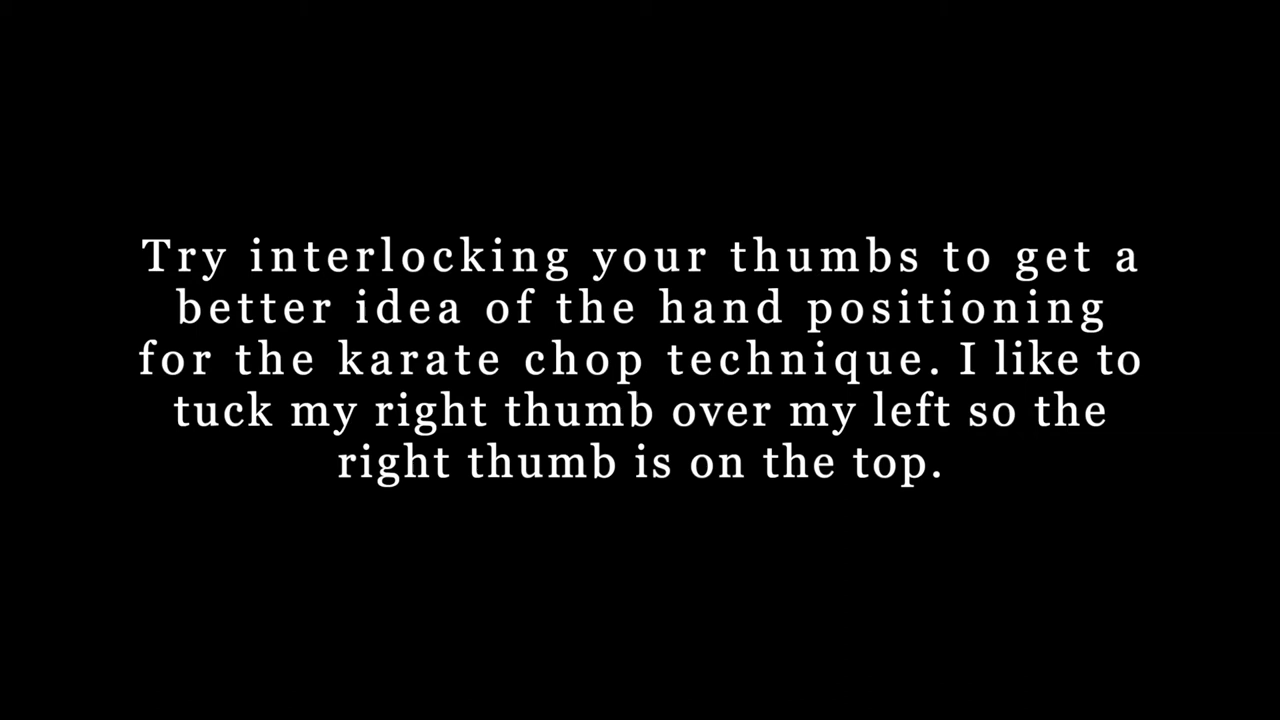 Try interlocking your thumbs to get a
better idea of the hand positioning
for the karate chop technique. I like to
tuck my right thumb over my left so the
right thumb is on the top.